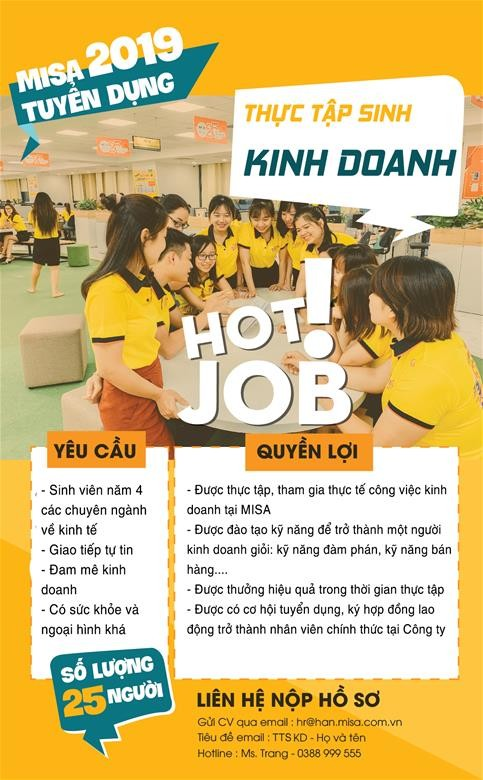 MISA 2019
TUYỂN DỤNG
THỰC TẬP SINH
KINH DOANH
HOT!
JOB
YÊU CẦU
- Sinh viên năm 4
các chuyên ngành
về kinh tế
- Giao tiếp tự tin
- Đam mê kinh
doanh
- Có sức khỏe và
ngoại hình khá
QUYỀN LỢI
- Được thực tập, tham gia thực tế công việc kinh
doanh tại MISA
- Được đào tạo kỹ năng để trở thành một người
kinh doanh giỏi: kỹ năng đàm phán, kỹ năng bán
hàng....
- Được thưởng hiệu quả trong thời gian thực tập
- Được có cơ hội tuyển dụng, ký hợp đồng lao
động trở thành nhân viên chính thức tại Công ty
SỐ LƯỢNG
25 NGƯỜI
LIÊN HỆ NỘP HỒ SƠ
Gửi CV qua email : hr@han.misa.com.vn
Tiêu đề email : TTS KD - Họ và tên
Hotline : Ms. Trang - 0388 999 555